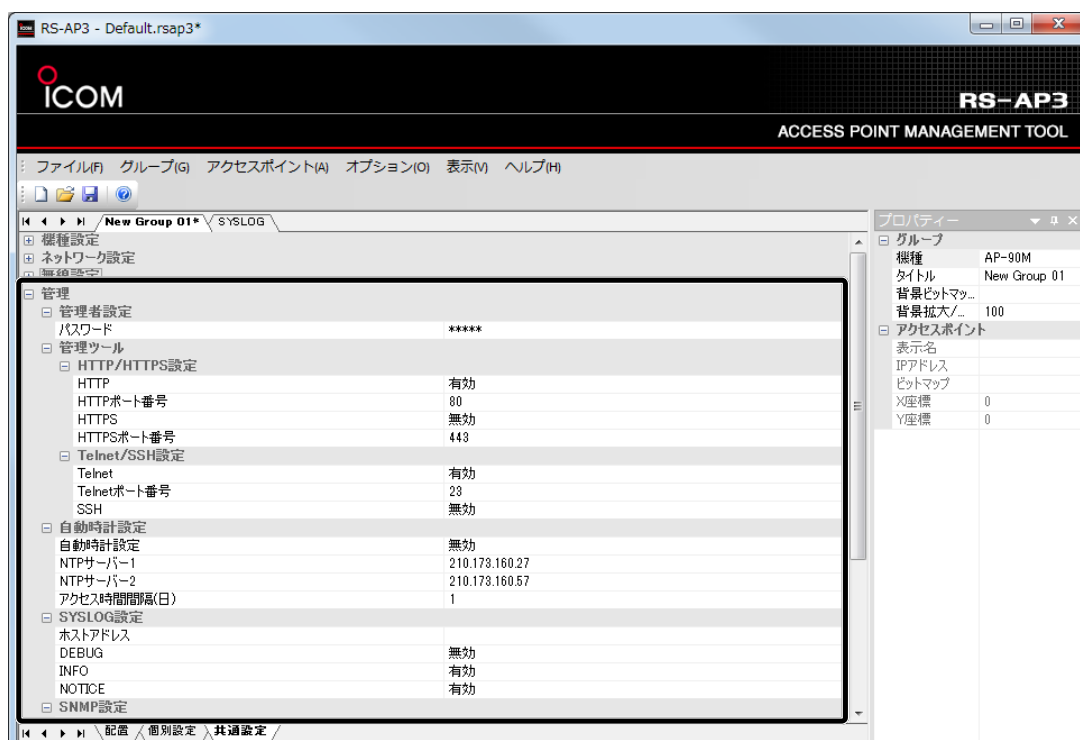 RS-AP3 - Default.rsap3*
ICOM
RS-AP3
ACCESS POINT MANAGEMENT TOOL
ファイル(F) グループ(G) アクセスポイント(A) オプション(O) 表示(V) ヘルプ(H)
New Group 01* SYSLOG
機種設定
ネットワーク設定
無線設定
管理
管理者設定
パスワード *****
管理ツール
HTTP/HTTPS設定
HTTP 有効
HTTPポート番号 80
HTTPS 無効
HTTPSポート番号 443
Telnet/SSH設定
Telnet 有効
Telnetポート番号 23
SSH 無効
自動時計設定
自動時計設定 無効
NTPサーバー1 210.173.160.27
NTPサーバー2 210.173.160.57
アクセス時間間隔(日) 1
SYSLOG設定
ホストアドレス
DEBUG 無効
INFO 有効
NOTICE 有効
SNMP設定
配置 個別設定 共通設定
プロパティー
グループ
機種 AP-90M
タイトル New Group 01
背景ビットマッ...
背景拡大/... 100
アクセスポイント
表示名
IPアドレス
ビットマップ
X座標 0
Y座標 0